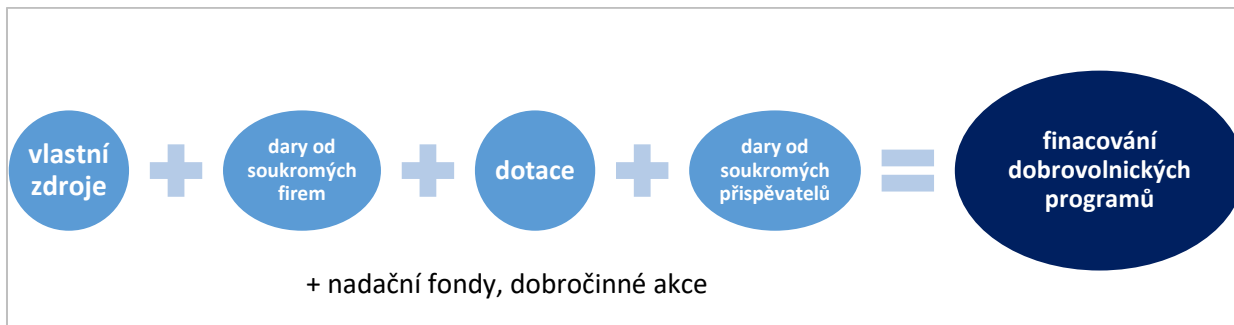 vlastní
zdroje
dary od
soukromých
firem
dotace
dary od
soukromých
přispěvatelů
finacování
dobrovolnických
programů
+ nadační fondy, dobročinné akce